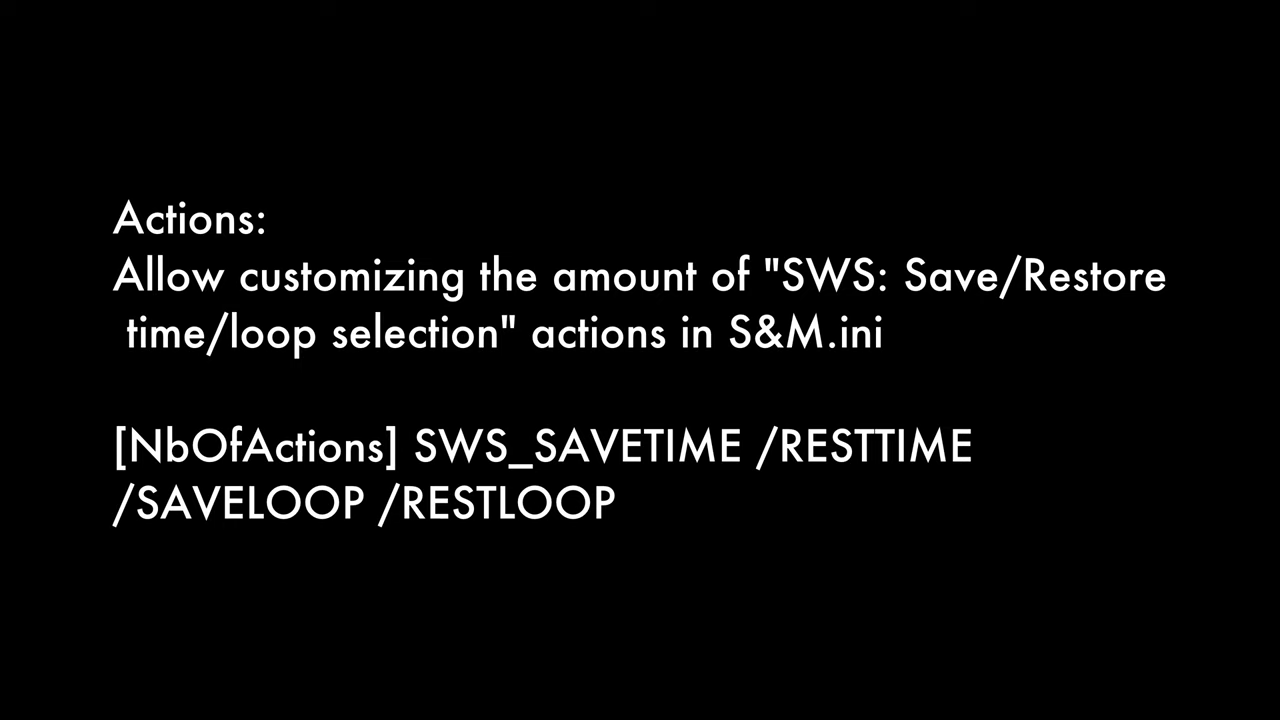 Actions:
Allow customizing the amount of "SWS: Save/Restore
time/loop selection" actions in S&M.ini
[NbOfActions] SWS_SAVETIME /RESTTIME
/SAVELOOP /RESTLOOP